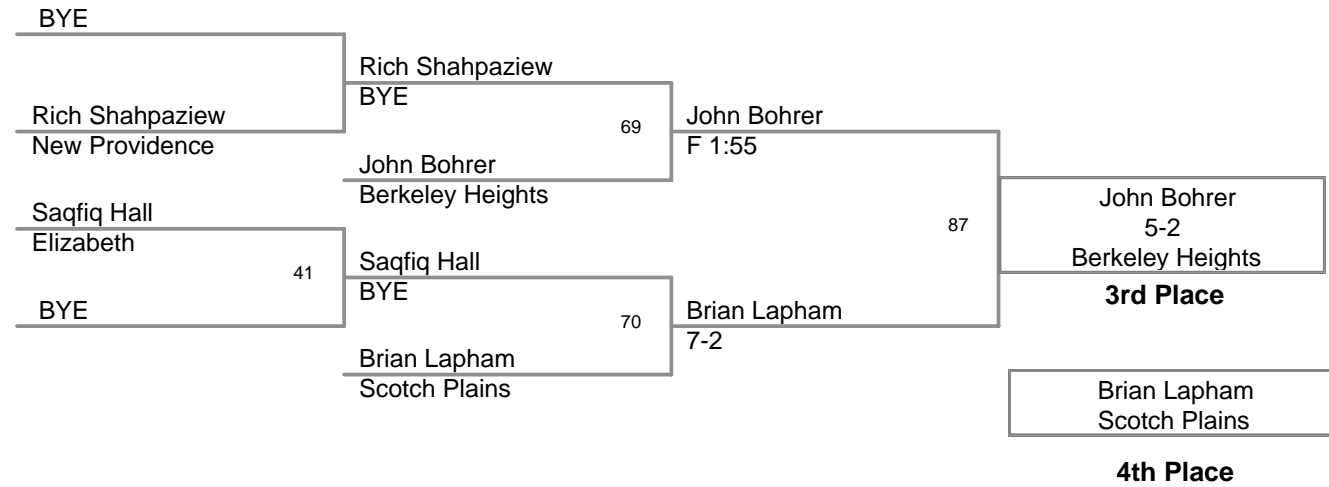 BYE
Rich Shahpaziew
BYE
Rich Shahpaziew
New Providence
69
John Bohrer
F 1:55
John Bohrer
Berkeley Heights
John Bohrer
5-2
Berkeley Heights
3rd Place
87
Saqfiq Hall
Elizabeth
41
Saqfiq Hall
BYE
BYE
70
Brian Lapham
7-2
Brian Lapham
Scotch Plains
Brian Lapham
Scotch Plains
4th Place